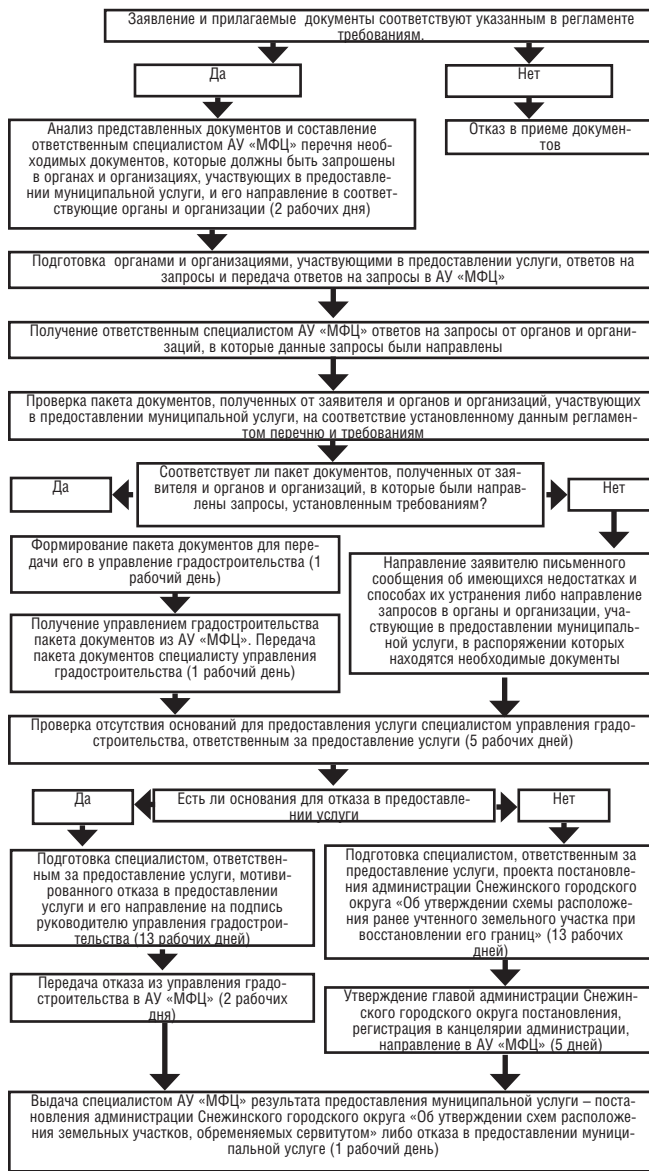 Заявление и прилагаемые документы соответствуют указанным в регламенте
требованиям.
Да
Нет
Анализ представленных документов и составление
ответственным специалистом АУ «МФЦ» перечня необ-
ходимых документов, которые должны быть запрошены
в органах и организациях, участвующих в предоставле-
нии муниципальной услуги, и его направление в соответ-
ствующие органы и организации (2 рабочих дня)
Отказ в приеме докумен-
тов
Подготовка органами и организациями, участвующими в предоставлении услуги, ответов на
запросы и передача ответов на запросы в АУ «МФЦ»
Получение ответственным специалистом АУ «МФЦ» ответов на запросы от органов и органи-
заций, в которые данные запросы были направлены
Проверка пакета документов, полученных от заявителя и органов и организаций, участвующих
в предоставлении муниципальной услуги, на соответствие установленному данным регламен-
том перечню и требованиям
Да
Соответствует ли пакет документов, полученных от зая-
вителя и органов и организаций, в которые были направ-
лены запросы, установленным требованиям?
Нет
Формирование пакета документов для пере-
дачи его в управление градостроительства (1
рабочий день)
Получение управлением градостроительства
пакета документов из АУ «МФЦ». Передача
пакета документов специалисту управления
градостроительства (1 рабочий день)
Направление заявителю письменного
сообщения об имеющихся недостатках и
способах их устранения либо направление
запросов в органы и организации, уча-
ствующие в предоставлении муниципаль-
ной услуги, в распоряжении которых
находятся необходимые документы
Проверка отсутствия оснований для предоставления услуги специалистом управления градо-
строительства, ответственным за предоставление услуги (5 рабочих дней)
Да
Есть ли основания для отказа в предоставле-
нии услуги
Нет
Подготовка специалистом, ответствен-
ным за предоставление услуги, мотиви-
рованного отказа в предоставлении
услуги и его направление на подпись
руководителю управления градострои-
тельства (13 рабочих дней)
Передача отказа из управления градо-
строительства в АУ «МФЦ» (2 рабочих
дня)
Подготовка специалистом, ответственным за
предоставление услуги, проекта постановле-
ния администрации Снежинского городского
округа «Об утверждении схемы расположе-
ния ранее учтенного земельного участка при
восстановлении его границ» (13 рабочих
дней)
Утверждение главой администрации Снежин-
ского городского округа постановления,
регистрация в канцелярии администрации,
направление в АУ «МФЦ» (5 дней)
Выдача специалистом АУ «МФЦ» результата предоставления муниципальной услуги – поста-
новления администрации Снежинского городского округа «Об утверждении схем расположе-
ния земельных участков, обременяемых сервитутом» либо отказа в предоставлении муници-
пальной услуге (1 рабочий день)